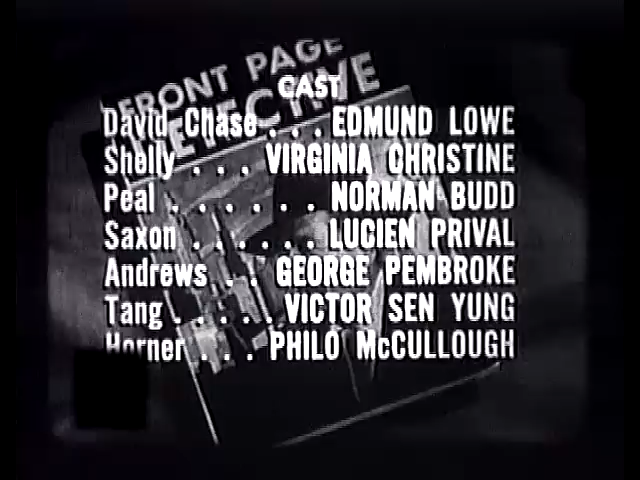 FRONT PAGE
DETECTIVE
CAST
David Chase . . . EDMUND LOWE
Shelly . . . . VIRGINIA CHRISTINE
Peal . . . . . . . NORMAN BUDD
Saxon . . . . . . LUCIEN PRIVAL
Andrews . . GEORGE PEMBROKE
Tang . . . . . VICTOR SEN YUNG
Horner . . . PHILO McCULLOUGH